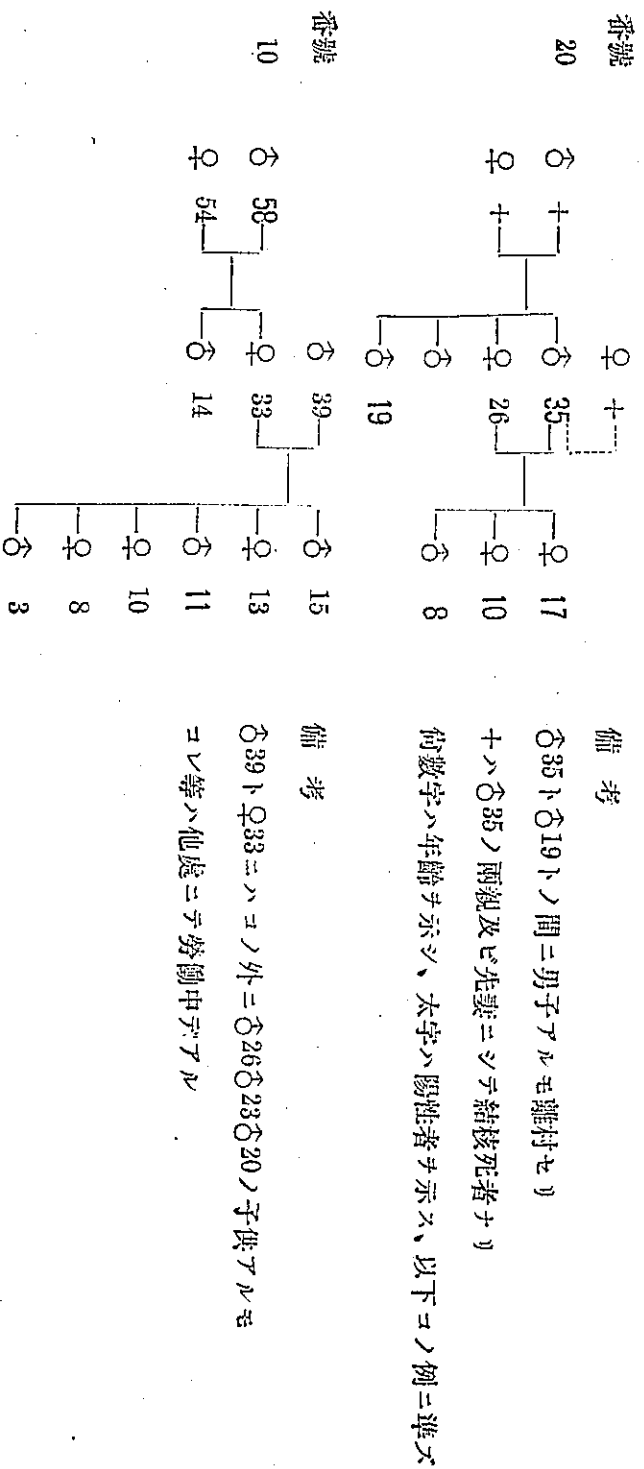 番號
20
♀ +
♂ + ♂ 35 ♀ 17
♀ + ♀ 26 ♀ 10
♂ ♂ 8
♂ 19
備考
♂35ト♂19トノ間ニ男子アルモ離村セリ
+ハ♂35ノ兩親及ビ先妻ニシテ結核死者ナリ
尙數字ハ年齡ヲ示シ、太字ハ陽性者ヲ示ス、以下コノ例ニ準ズ
番號
10
♂ 39 ♂ 15
♂ 58 ♀ 33 ♀ 13
♀ 54 ♂ 14 ♂ 11
♀ 10
♀ 8
♂ 3
備考
♂39ト♀33ニハコノ外ニ♂26♂23♂20ノ子供アルモ
コレ等ハ他處ニテ勞働中デアル